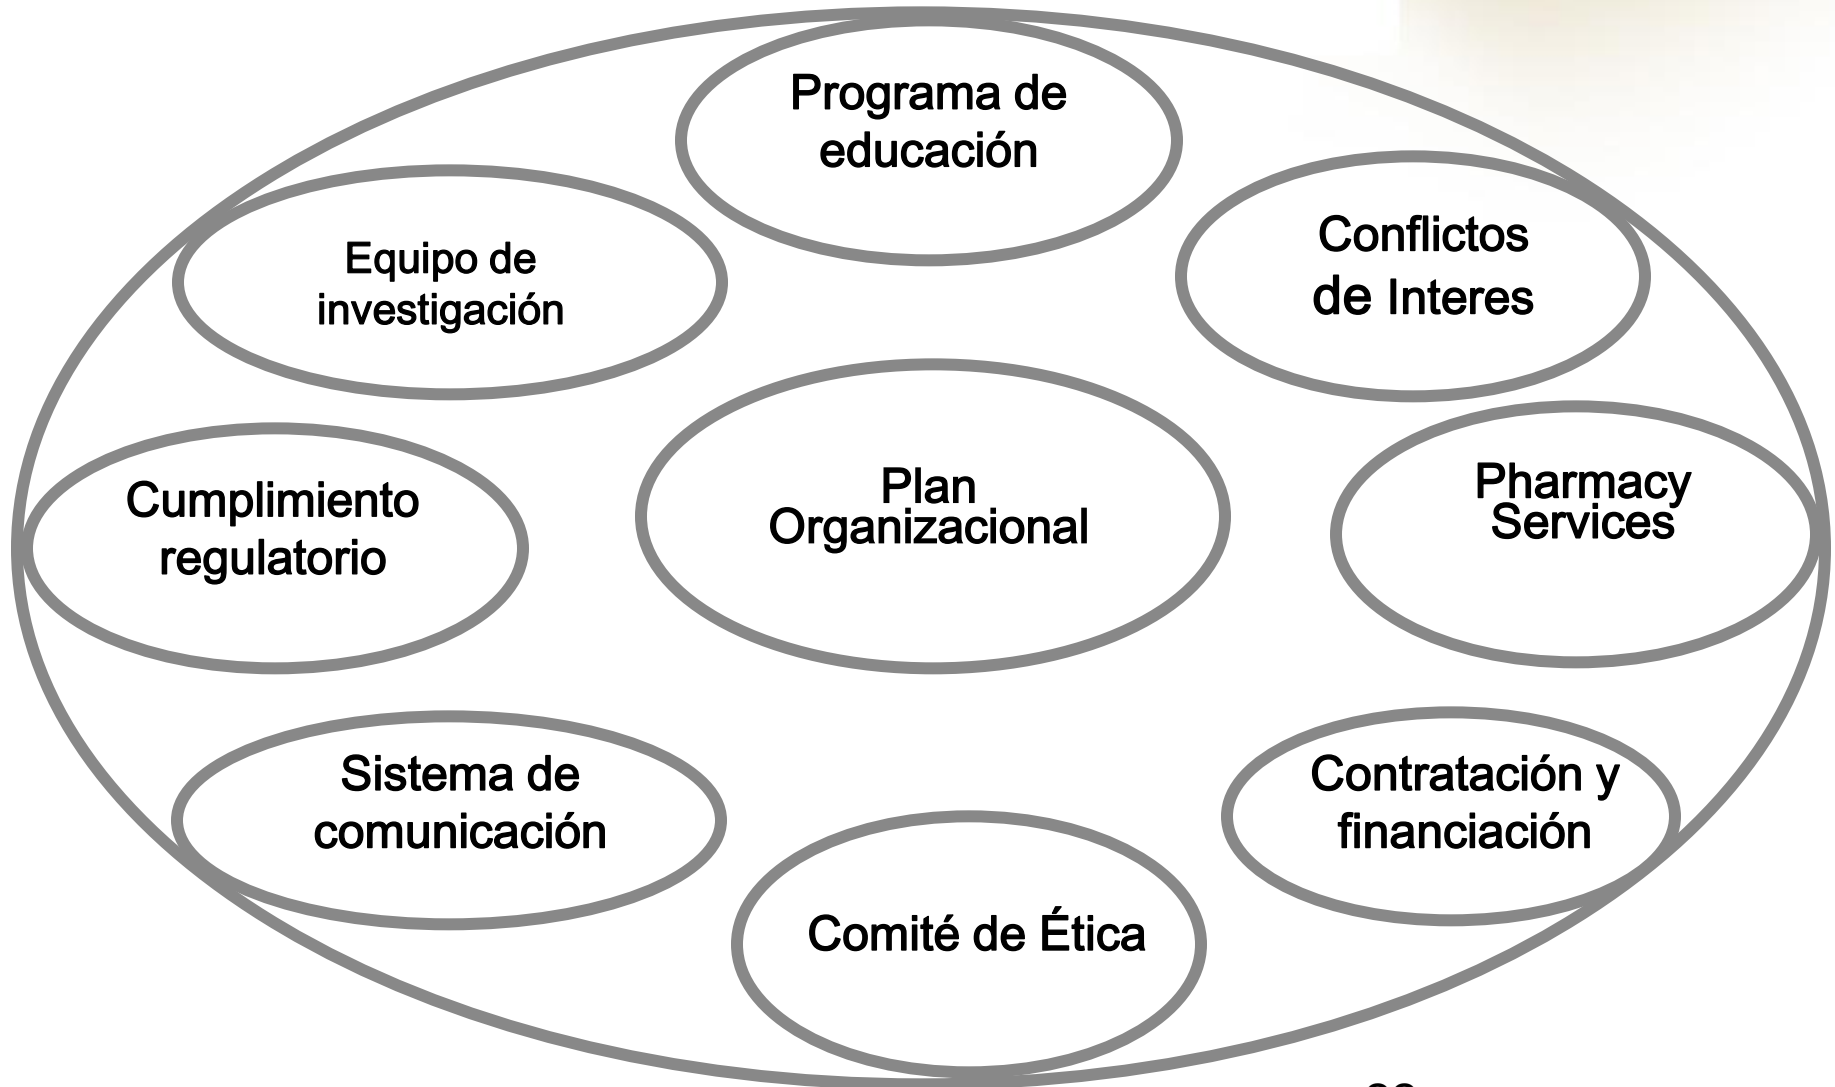 Programa de
educación
Equipo de
investigación
Conflictos
de Interes
Cumplimiento
regulatorio
Plan
Organizacional
Pharmacy
Services
Sistema de
comunicación
Contratación y
financiación
Comité de Ética